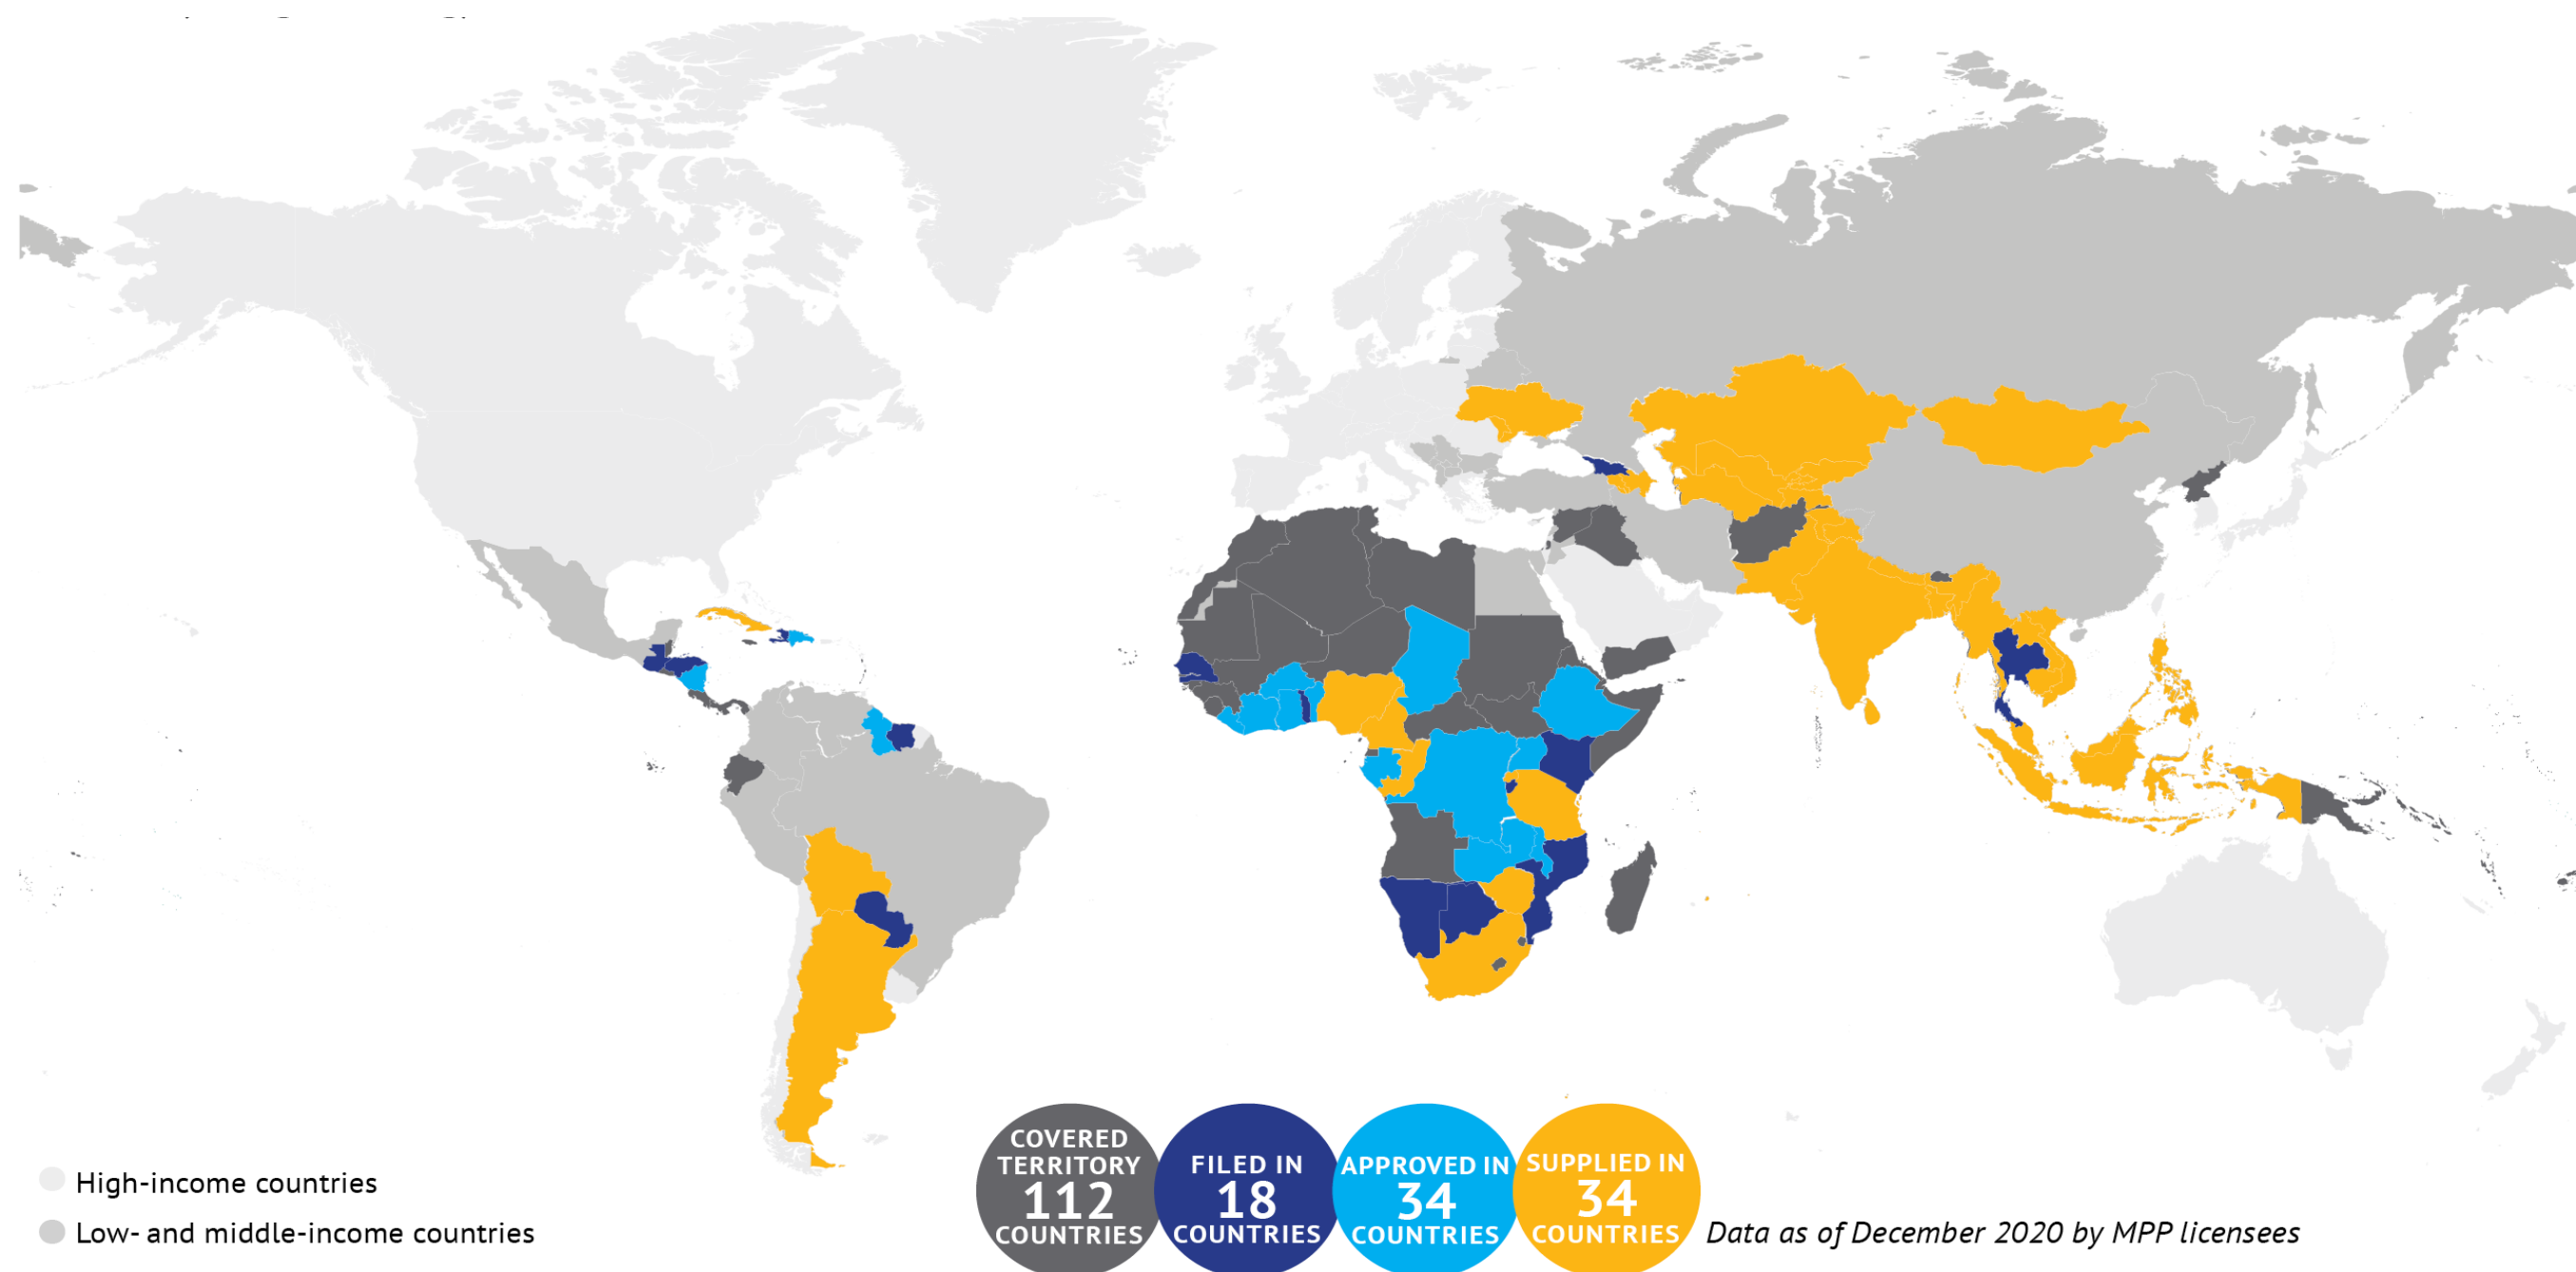 High-income countries
Low- and middle-income countries
COVERED
TERRITORY
112
COUNTRIES
FILED IN
18
COUNTRIES
APPROVED IN
34
COUNTRIES
SUPPLIED IN
34
COUNTRIES
Data as of December 2020 by MPP licensees